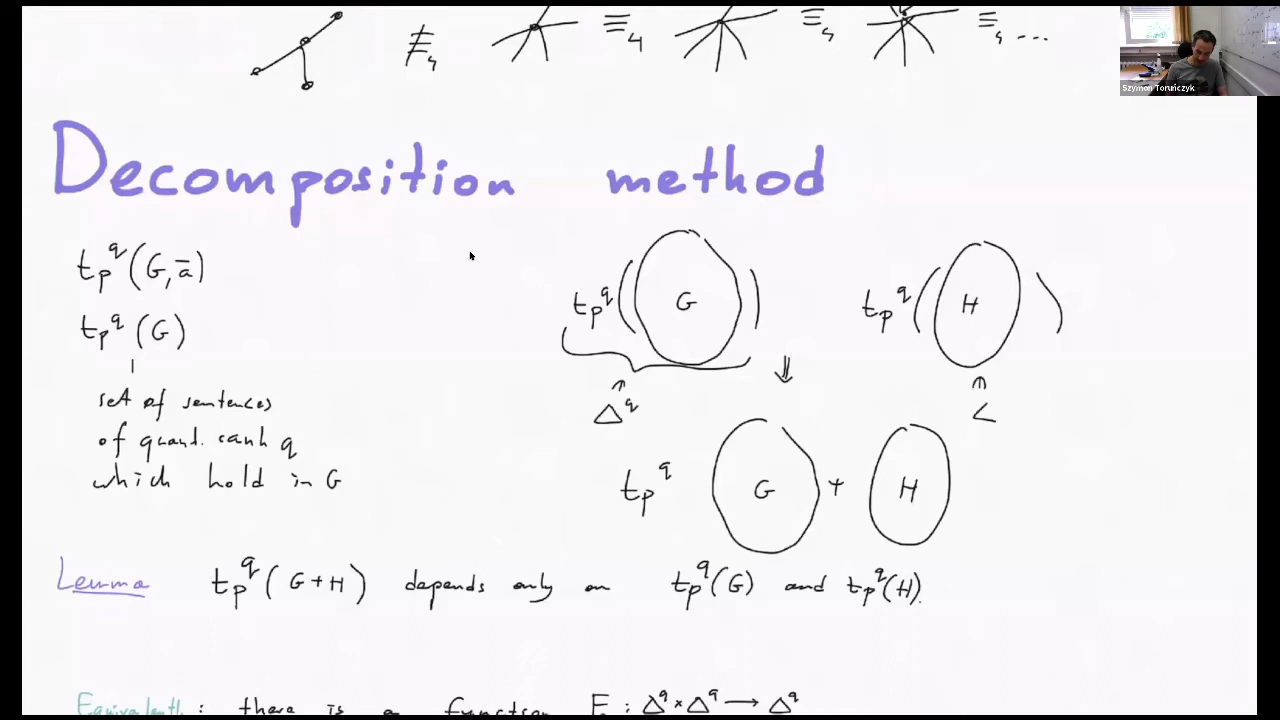 ≢₄ ≡₄ ≡₄ ≡₄ ...
Szymon Toruńczyk
Decomposition method
tp^q(G, ā)
tp^q(G)
set of sentences
of quant. rank q
which hold in G
tp^q( G ) tp^q( H )
Δ^q
⇓
tp^q G + H
Lemma tp^q(G+H) depends only on tp^q(G) and tp^q(H).
Equivalently: there is a function F : Δ^q × Δ^q → Δ^q